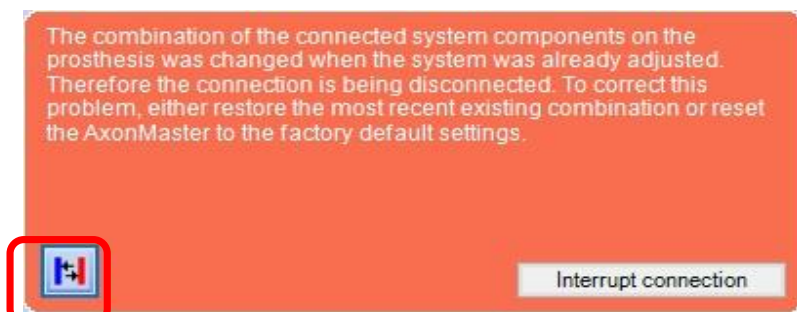 The combination of the connected system components on the
prosthesis was changed when the system was already adjusted.
Therefore the connection is being disconnected. To correct this
problem, either restore the most recent existing combination or reset
the AxonMaster to the factory default settings.
Interrupt connection